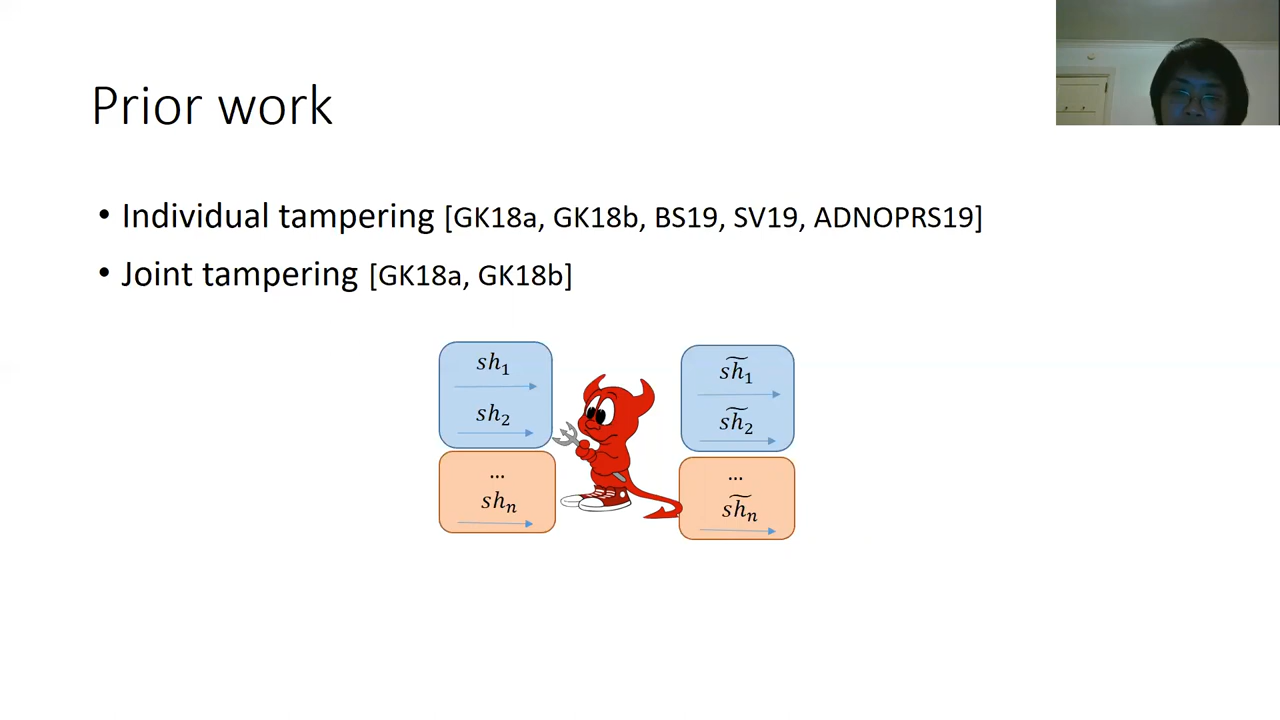 Prior work
• Individual tampering [GK18a, GK18b, BS19, SV19, ADNOPRS19]
• Joint tampering [GK18a, GK18b]
sh₁
sh₂
...
shₙ
s͠h₁
s͠h₂
...
s͠hₙ